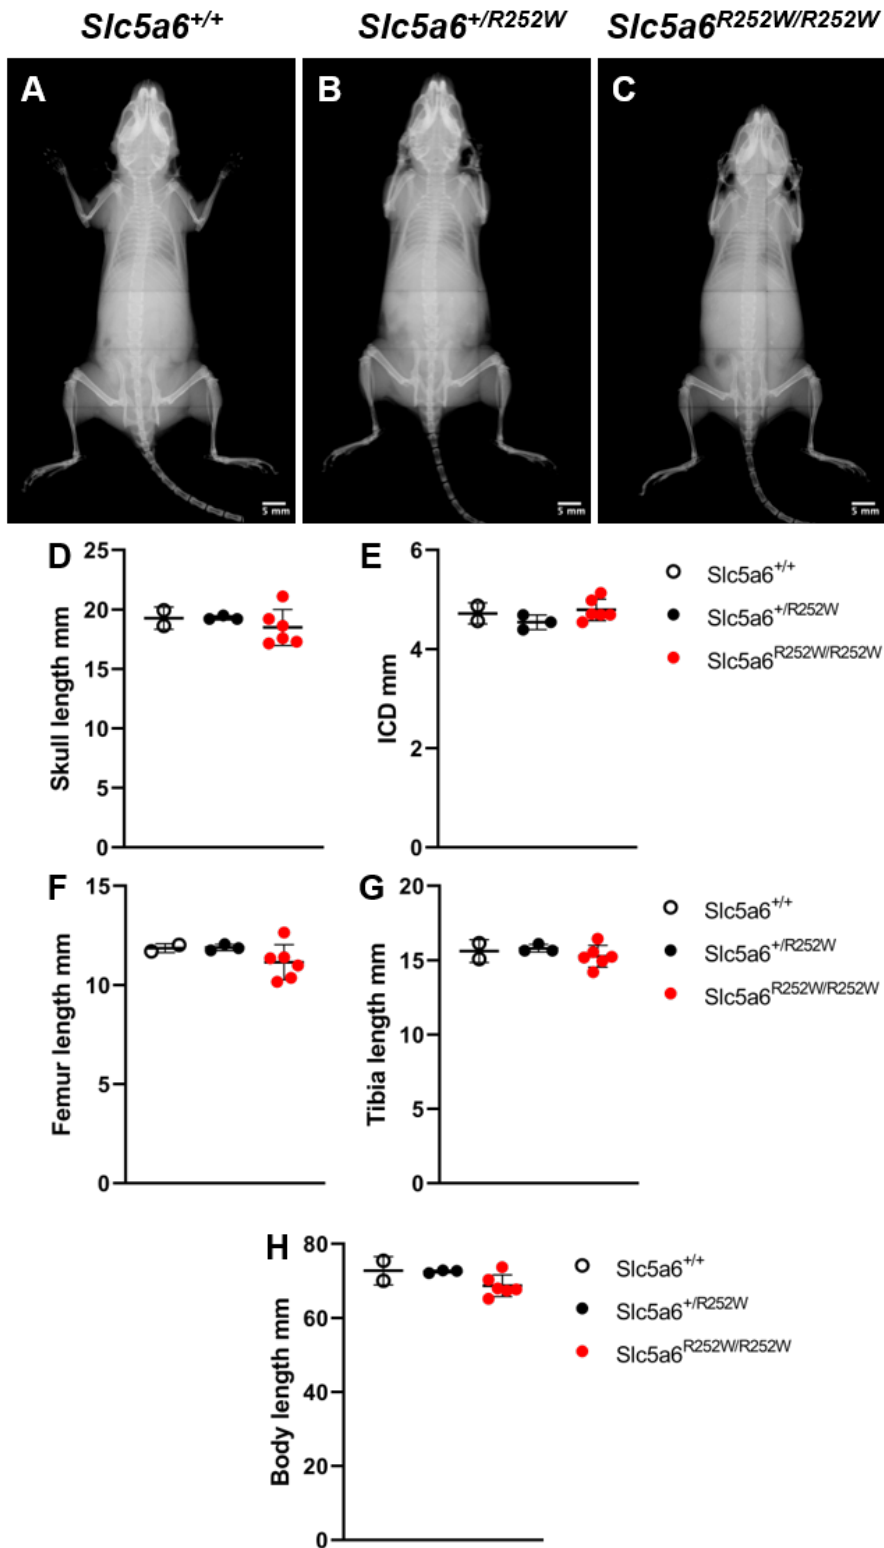 Slc5a6+/+ Slc5a6+/R252W Slc5a6R252W/R252W
A B C
5 mm 5 mm 5 mm
D
Skull length mm
25
20
15
10
5
0
E
ICD mm
6
4
2
0
Slc5a6+/+
Slc5a6+/R252W
Slc5a6R252W/R252W
F
Femur length mm
15
10
5
0
G
Tibia length mm
20
15
10
5
0
Slc5a6+/+
Slc5a6+/R252W
Slc5a6R252W/R252W
H
Body length mm
80
60
40
20
0
Slc5a6+/+
Slc5a6+/R252W
Slc5a6R252W/R252W